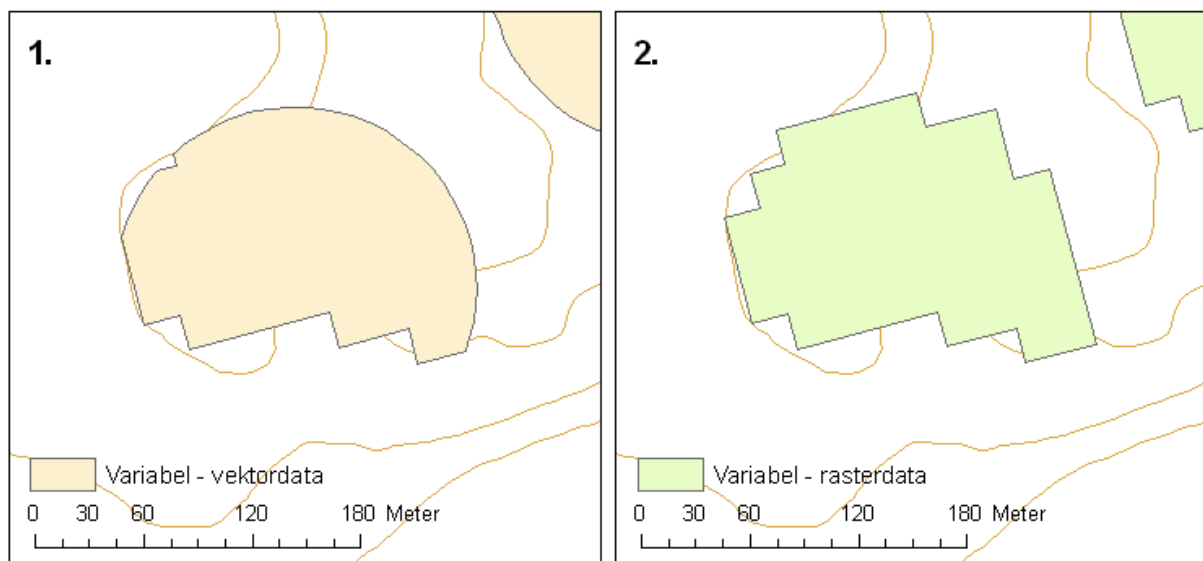 1.
Variabel - vektordata
0 30 60 120 180 Meter
2.
Variabel - rasterdata
0 30 60 120 180 Meter